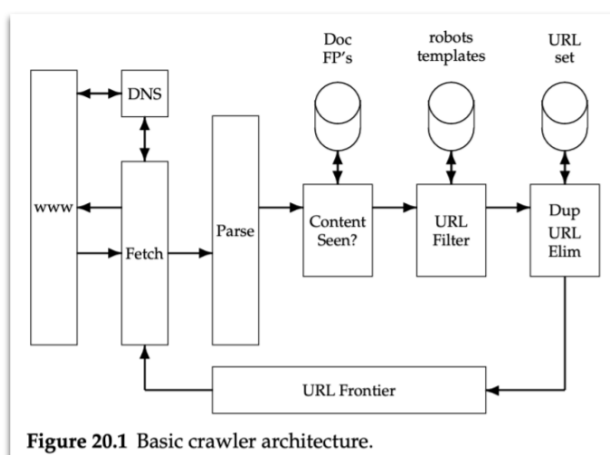 Doc
FP's
robots
templates
URL
set
DNS
www
Fetch
Parse
Content
Seen?
URL
Filter
Dup
URL
Elim
URL Frontier
Figure 20.1 Basic crawler architecture.